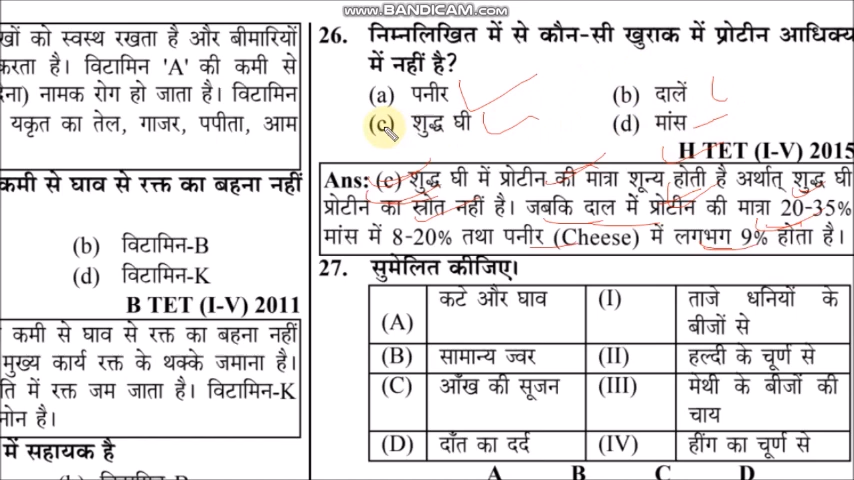 www.BANDICAM.com
खों को स्वस्थ रखता है और बीमारियों
करता है। विटामिन 'A' की कमी से
नामक रोग हो जाता है। विटामिन
यकृत का तेल, गाजर, पपीता, आम
कमी से घाव से रक्त का बहना नहीं
(b) विटामिन-B
(d) विटामिन-K
B TET (I-V) 2011
कमी से घाव से रक्त का बहना नहीं
मुख्य कार्य रक्त के थक्के जमाना है।
ति में रक्त जम जाता है। विटामिन-K
नोन है।
में सहायक है
26. निम्नलिखित में से कौन-सी खुराक में प्रोटीन आधिक्य
में नहीं है?
(a) पनीर (b) दालें
(c) शुद्ध घी (d) मांस
H TET (I-V) 2015
Ans: (c) शुद्ध घी में प्रोटीन की मात्रा शून्य होती है अर्थात् शुद्ध घी
प्रोटीन का स्रोत नहीं है। जबकि दाल में प्रोटीन की मात्रा 20-35%
मांस में 8-20% तथा पनीर (Cheese) में लगभग 9% होता है।
27. सुमेलित कीजिए।
(A) कटे और घाव (I) ताजे धनियों के
बीजों से
(B) सामान्य ज्वर (II) हल्दी के चूर्ण से
(C) आँख की सूजन (III) मेथी के बीजों की
चाय
(D) दाँत का दर्द (IV) हींग का चूर्ण से
A B C D